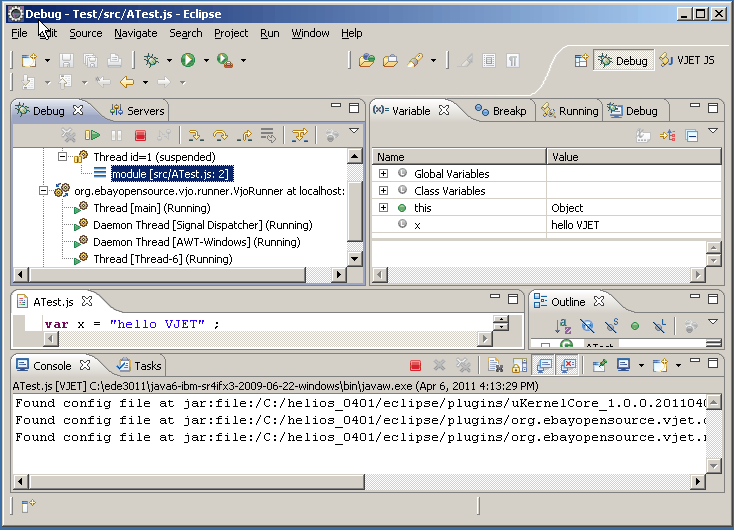 Debug - Test/src/ATest.js - Eclipse
File Edit Source Navigate Search Project Run Window Help
Debug VJET JS
Debug Servers
Thread id=1 (suspended)
module [src/ATest.js: 2]
org.ebayopensource.vjo.runner.VjoRunner at localhost:
Thread [main] (Running)
Daemon Thread [Signal Dispatcher] (Running)
Daemon Thread [AWT-Windows] (Running)
Thread [Thread-6] (Running)
(x)= Variable Breakp Running Debug
Name Value
Global Variables
Class Variables
this Object
x hello VJET
ATest.js
var x = "hello VJET" ;
Outline
ATest
Console Tasks
ATest.js [VJET] C:\ede3011\java6-ibm-sr4ifx3-2009-06-22-windows\bin\javaw.exe (Apr 6, 2011 4:13:29 PM)
Found config file at jar:file:/C:/helios_0401/eclipse/plugins/uKernelCore_1.0.0.2011040
Found config file at jar:file:/C:/helios_0401/eclipse/plugins/org.ebayopensource.vjet.
Found config file at jar:file:/C:/helios_0401/eclipse/plugins/org.ebayopensource.vjet.